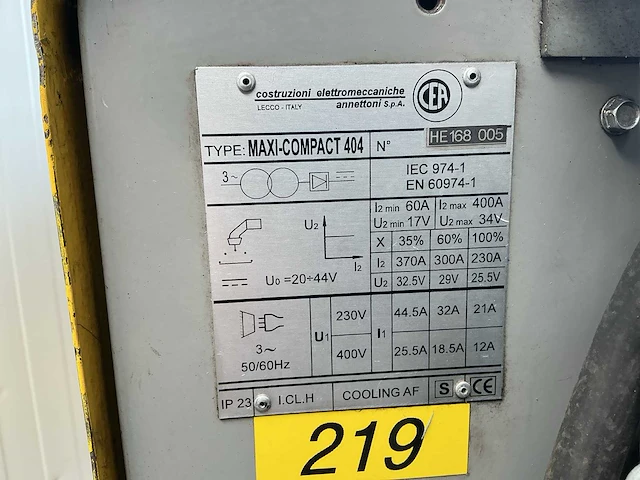 costruzioni elettromeccaniche
LECCO - ITALY annettoni S.p.A.
CEA
TYPE: MAXI-COMPACT 404 N° HE168 005
3~
IEC 974-1
EN 60974-1
I2 min 60A I2 max 400A
U2 min 17V U2 max 34V
U2
I2
X 35% 60% 100%
I2 370A 300A 230A
U0 =20÷44V
U2 32.5V 29V 25.5V
3~
50/60Hz
U1 230V I1 44.5A 32A 21A
400V 25.5A 18.5A 12A
IP 23 I.CL.H COOLING AF S CE
219